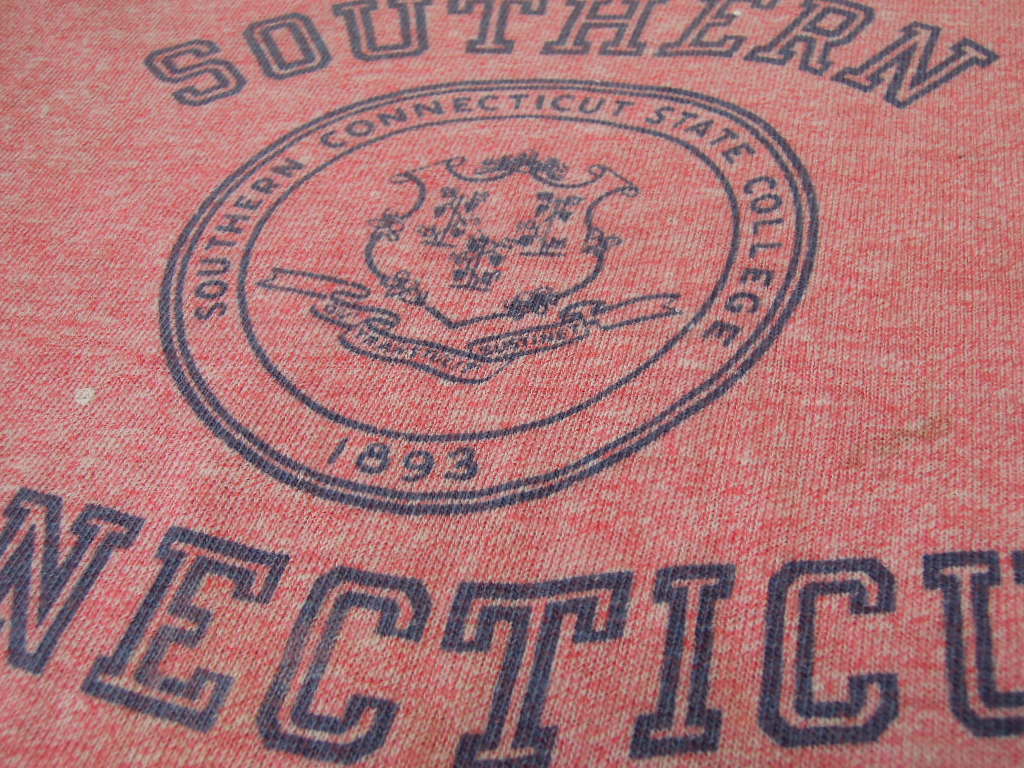 SOUTHERN
SOUTHERN CONNECTICUT STATE COLLEGE
1893
NECTICU